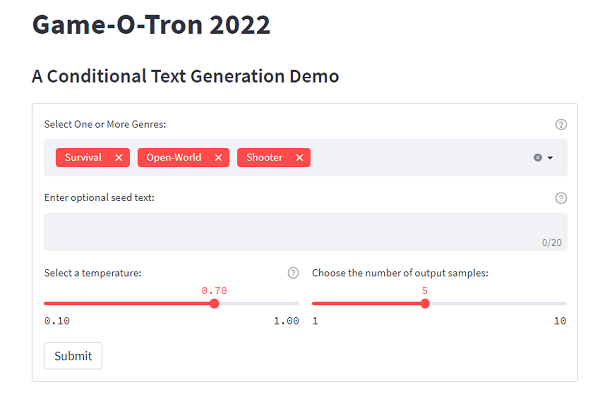 Game-O-Tron 2022
A Conditional Text Generation Demo
Select One or More Genres:
Survival Open-World Shooter
Enter optional seed text:
0/20
Select a temperature: Choose the number of output samples:
0.70 5
0.10 1.00 1 10
Submit